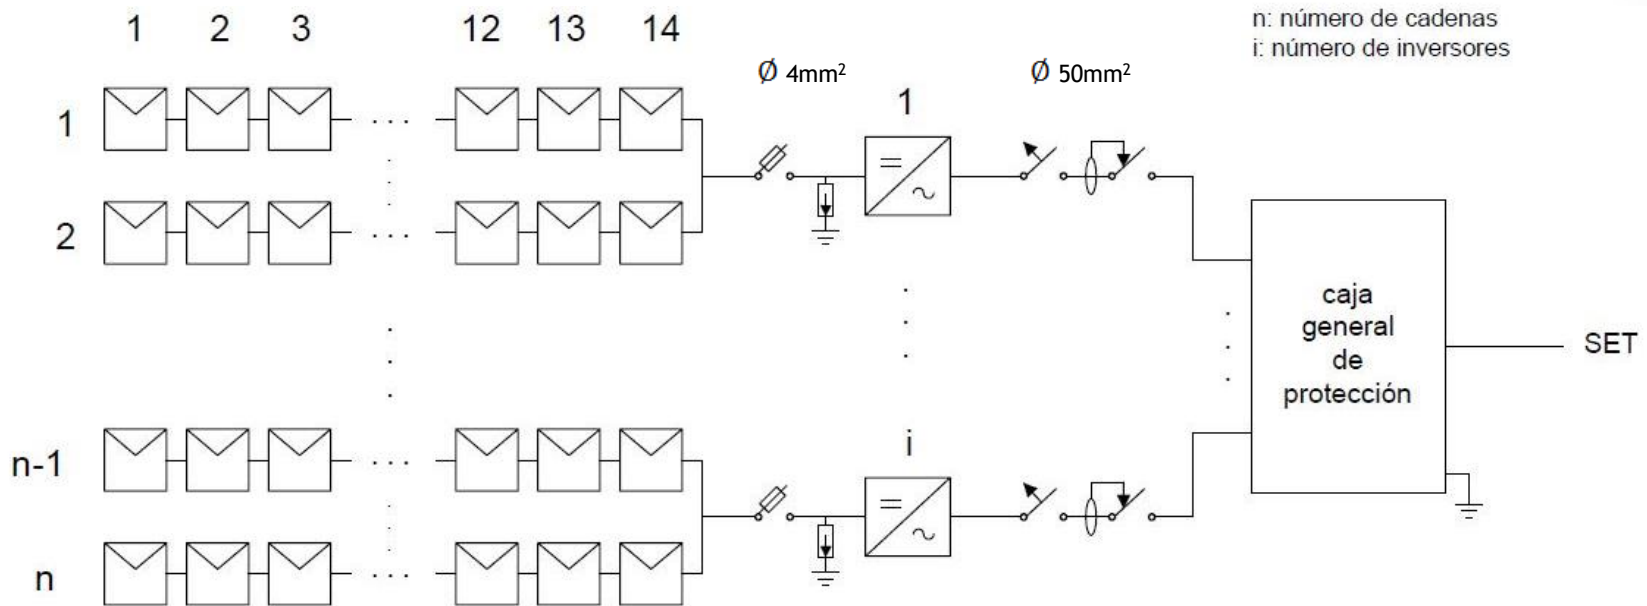 1 2 3 12 13 14
n: número de cadenas
i: número de inversores
Ø 4mm²
Ø 50mm²
1
1
2
caja
general
de
protección
SET
n-1
i
n